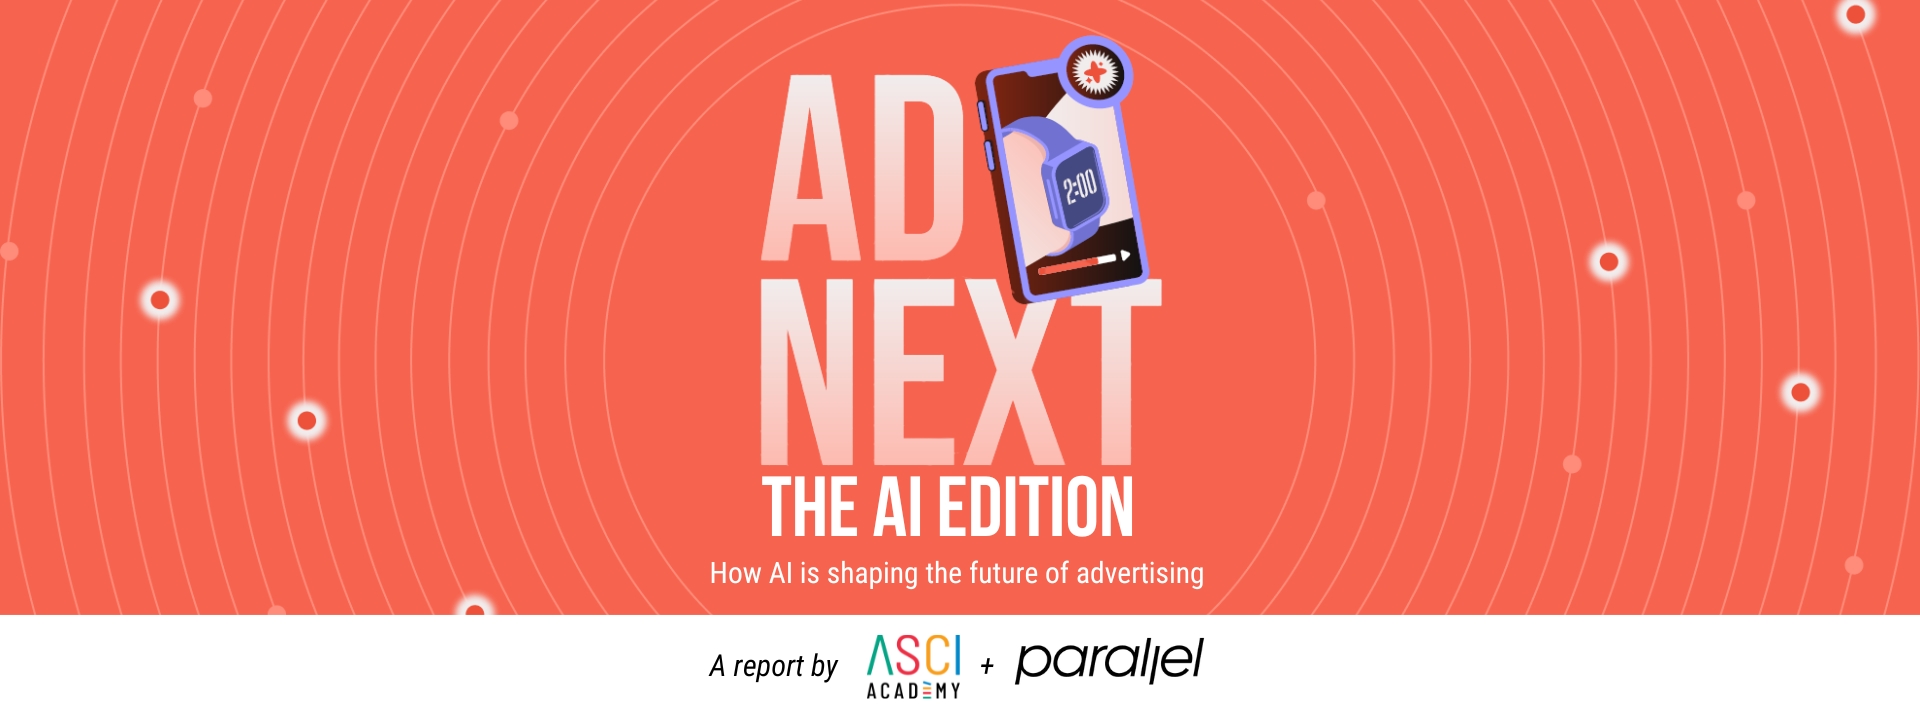 AD
2:00
NEXT
THE AI EDITION
How AI is shaping the future of advertising
A report by ASCI ACADEMY + parallel